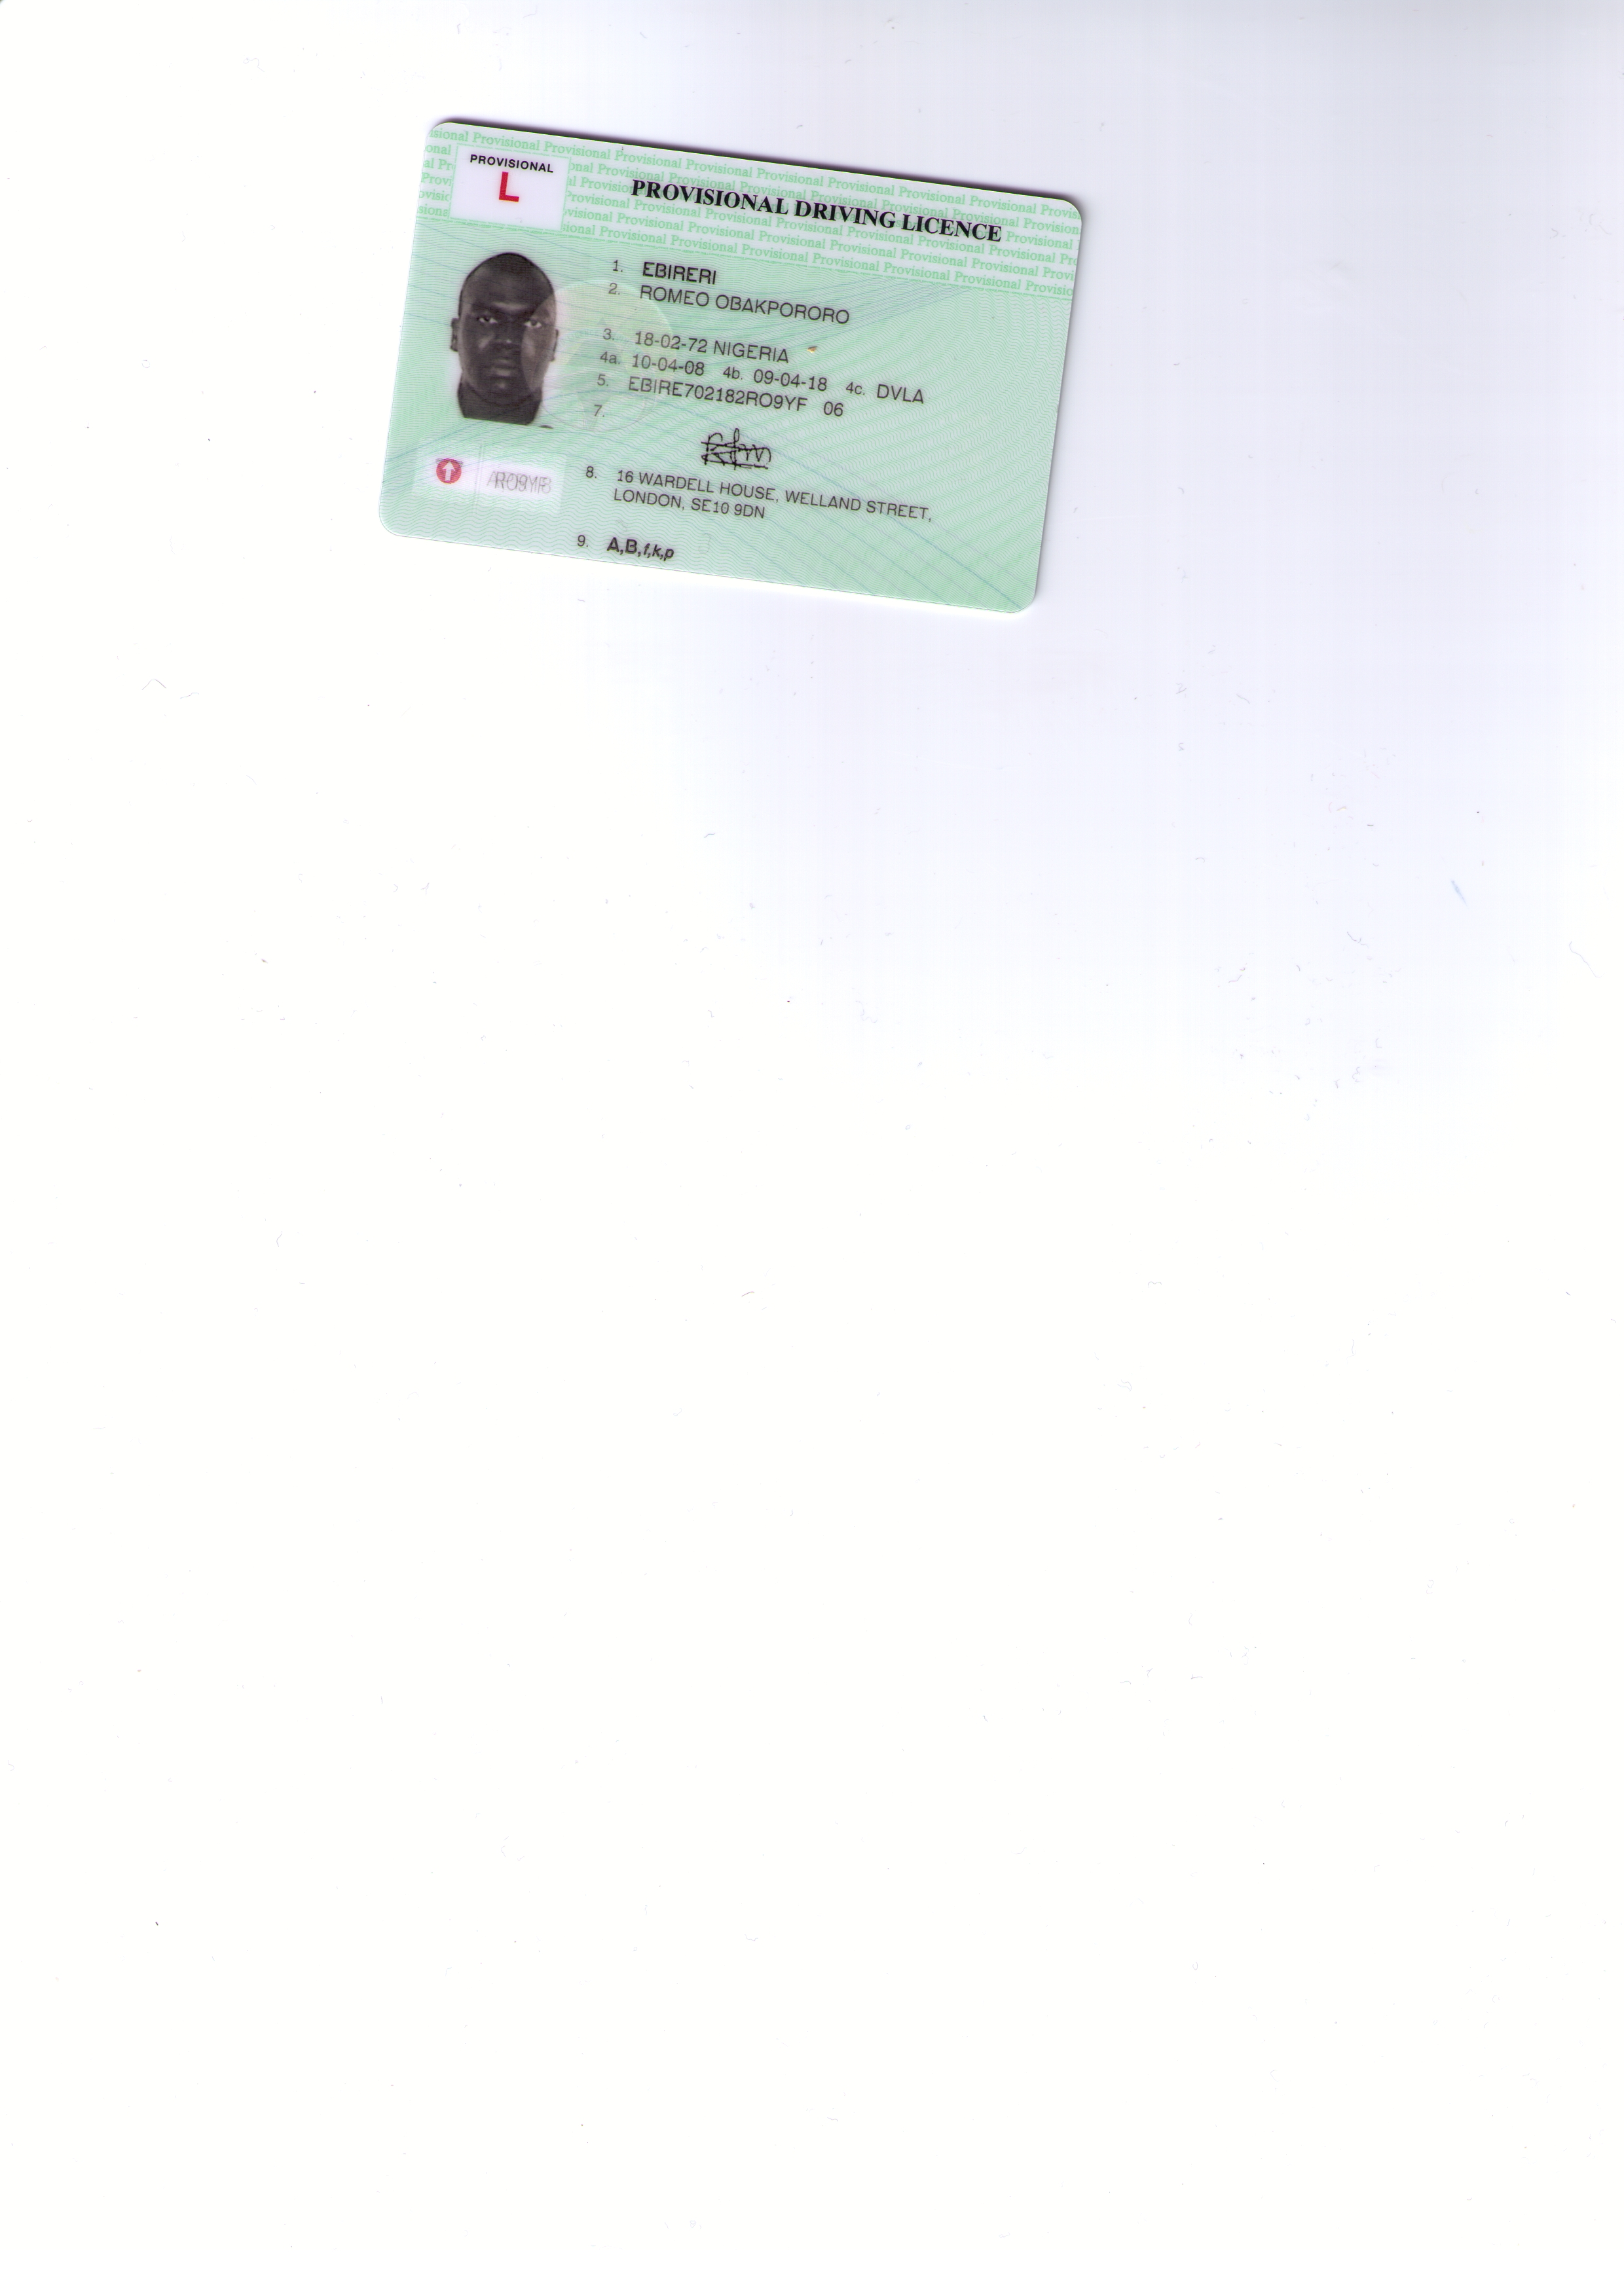 PROVISIONAL
L
PROVISIONAL DRIVING LICENCE
1. EBIRERI
2. ROMEO OBAKPORORO
3. 18-02-72 NIGERIA
4a. 10-04-08 4b. 09-04-18 4c. DVLA
5. EBIRE702182RO9YF 06
7.
8. 16 WARDELL HOUSE, WELLAND STREET,
LONDON, SE10 9DN
9. A,B,f,k,p